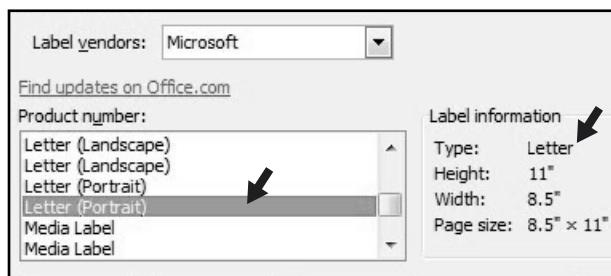 Label vendors: Microsoft
Find updates on Office.com
Product number:
Letter (Landscape)
Letter (Landscape)
Letter (Portrait)
Letter (Portrait)
Media Label
Media Label
Label information
Type: Letter
Height: 11"
Width: 8.5"
Page size: 8.5" × 11"